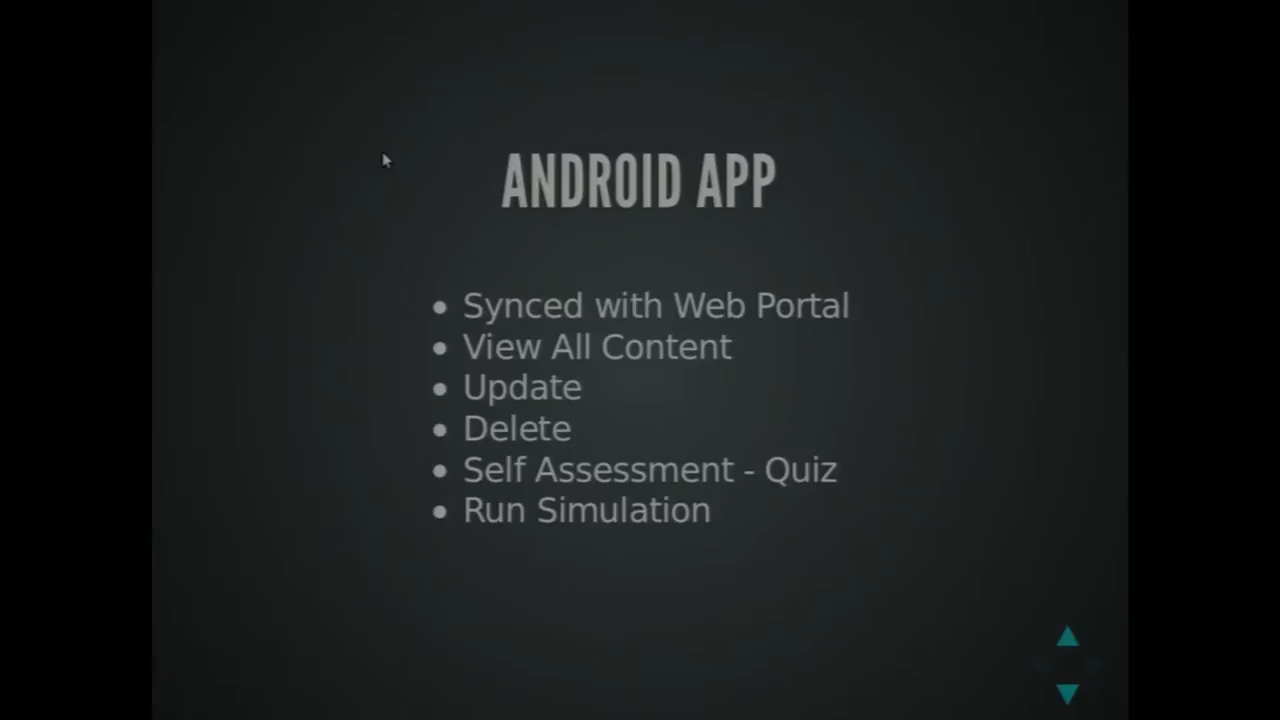 ANDROID APP
Synced with Web Portal
View All Content
Update
Delete
Self Assessment - Quiz
Run Simulation